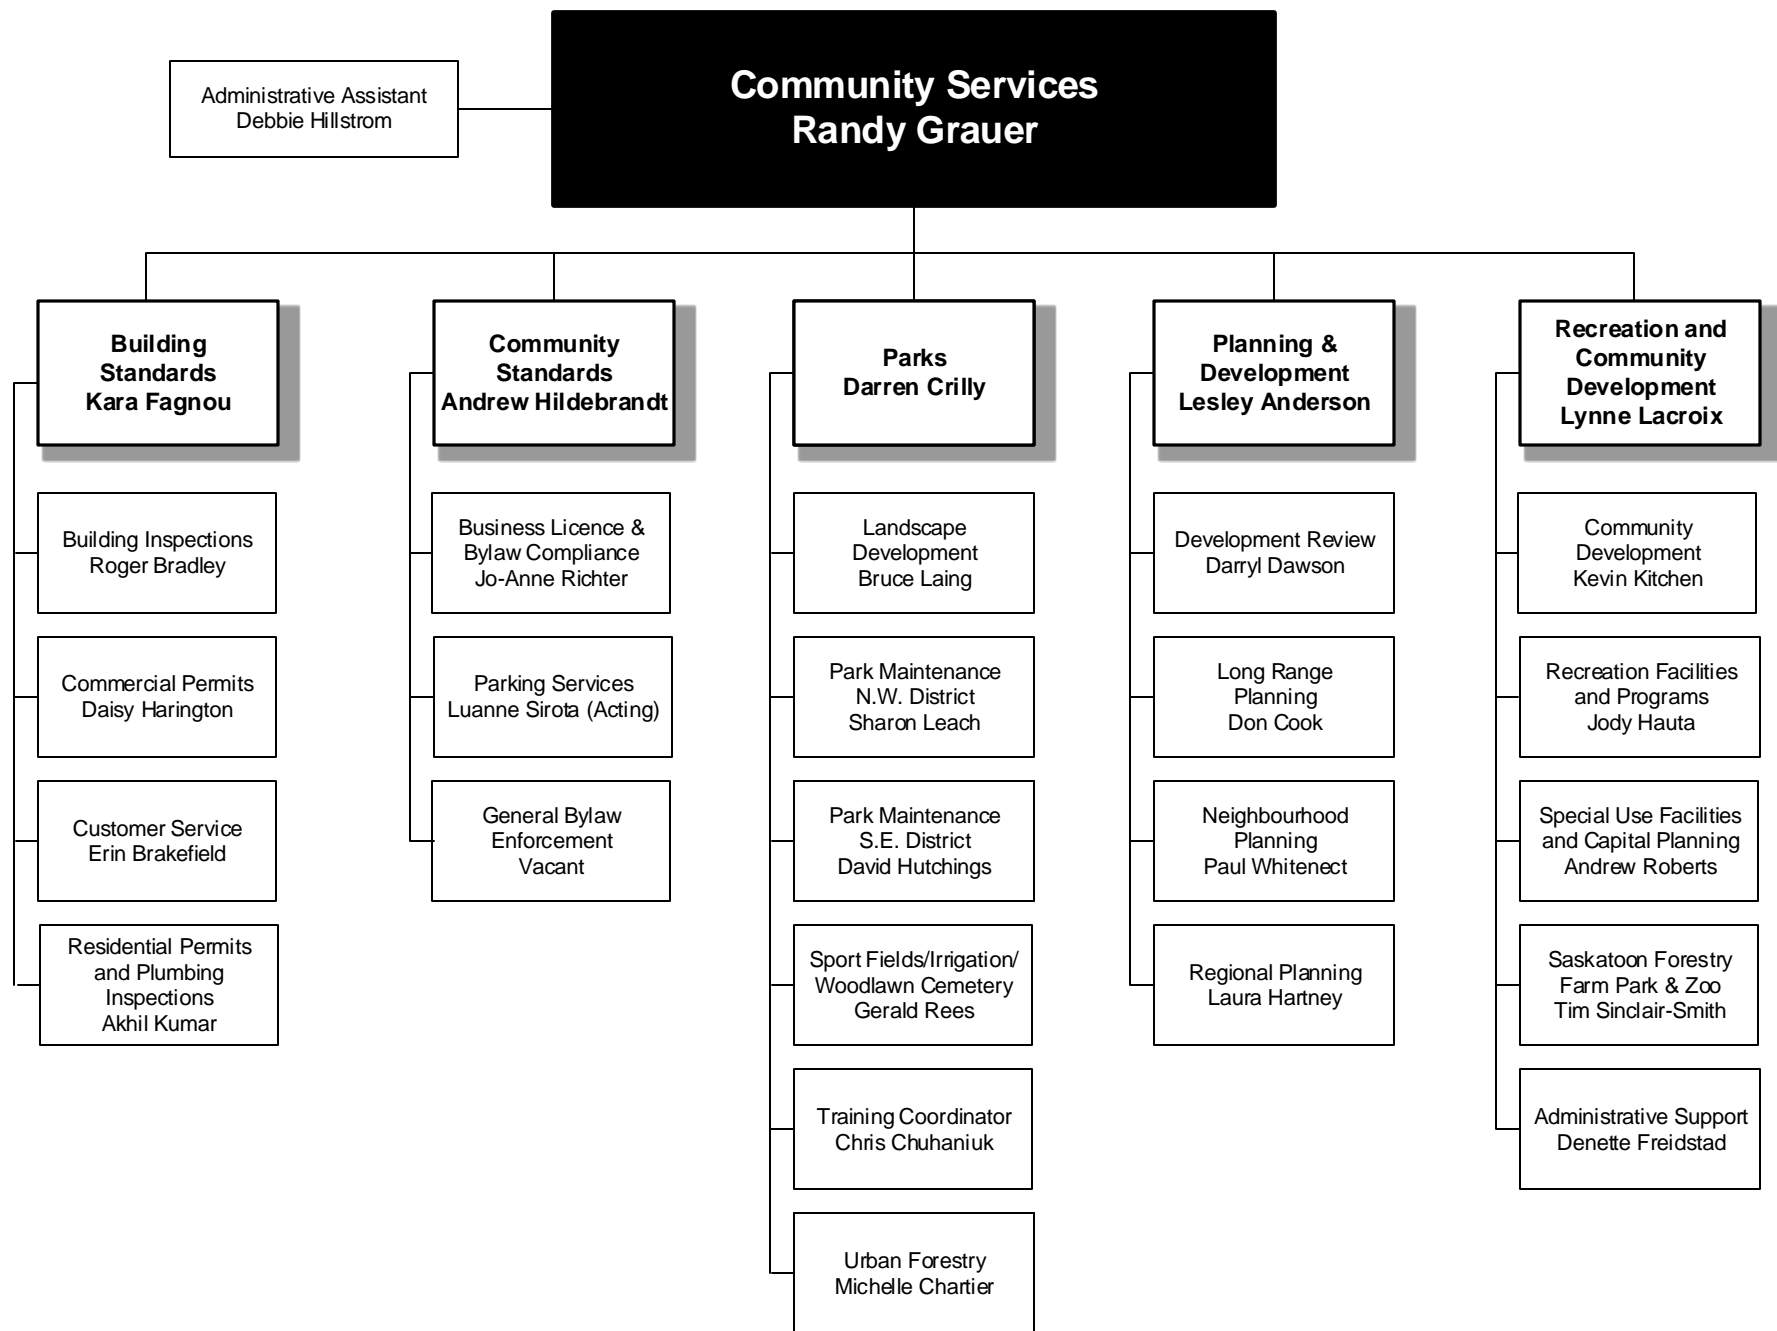 Community Services
Randy Grauer
Administrative Assistant
Debbie Hillstrom
Building
Standards
Kara Fagnou
Building Inspections
Roger Bradley
Commercial Permits
Daisy Harington
Customer Service
Erin Brakefield
Residential Permits
and Plumbing
Inspections
Akhil Kumar
Community
Standards
Andrew Hildebrandt
Business Licence &
Bylaw Compliance
Jo-Anne Richter
Parking Services
Luanne Sirota (Acting)
General Bylaw
Enforcement
Vacant
Parks
Darren Crilly
Landscape
Development
Bruce Laing
Park Maintenance
N.W. District
Sharon Leach
Park Maintenance
S.E. District
David Hutchings
Sport Fields/Irrigation/
Woodlawn Cemetery
Gerald Rees
Training Coordinator
Chris Chuhaniuk
Urban Forestry
Michelle Chartier
Planning &
Development
Lesley Anderson
Development Review
Darryl Dawson
Long Range
Planning
Don Cook
Neighbourhood
Planning
Paul Whitenect
Regional Planning
Laura Hartney
Recreation and
Community
Development
Lynne Lacroix
Community
Development
Kevin Kitchen
Recreation Facilities
and Programs
Jody Hauta
Special Use Facilities
and Capital Planning
Andrew Roberts
Saskatoon Forestry
Farm Park & Zoo
Tim Sinclair-Smith
Administrative Support
Denette Freidstad